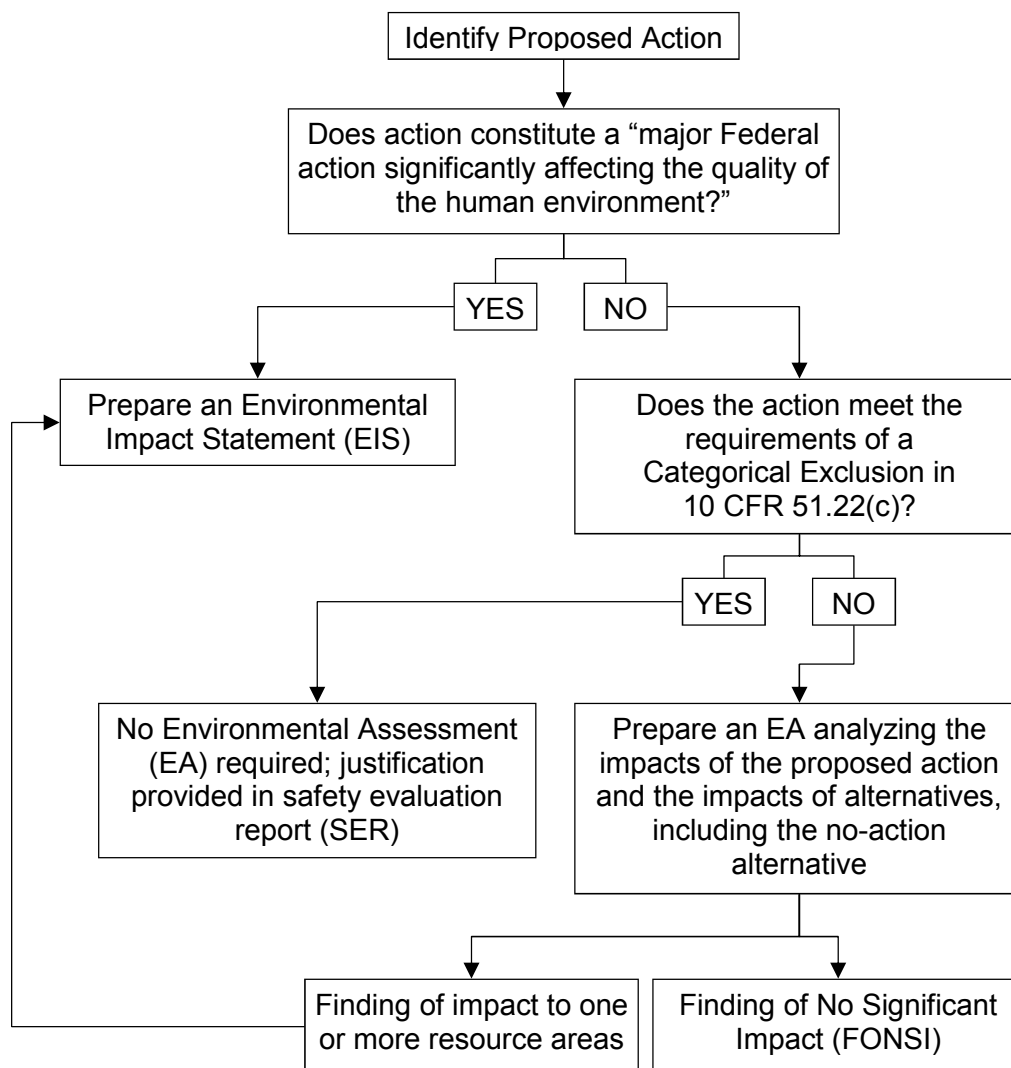 Identify Proposed Action
Does action constitute a “major Federal
action significantly affecting the quality of
the human environment?”
YES
NO
Prepare an Environmental
Impact Statement (EIS)
Does the action meet the
requirements of a
Categorical Exclusion in
10 CFR 51.22(c)?
YES
NO
No Environmental Assessment
(EA) required; justification
provided in safety evaluation
report (SER)
Prepare an EA analyzing the
impacts of the proposed action
and the impacts of alternatives,
including the no-action
alternative
Finding of impact to one
or more resource areas
Finding of No Significant
Impact (FONSI)